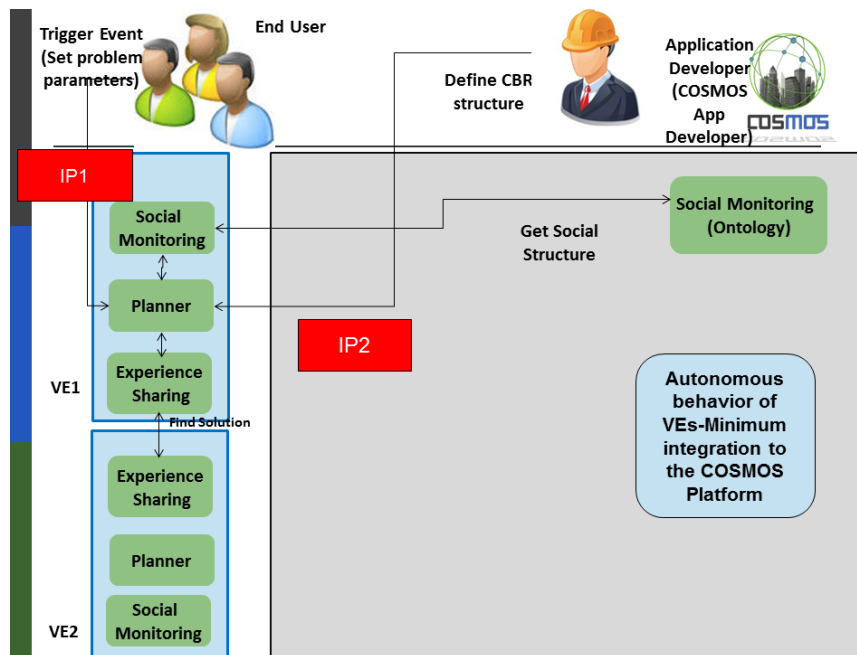 Trigger Event
(Set problem
parameters)
End User
Define CBR
structure
Application
Developer
(COSMOS
App
Developer)
COSMOS
IP1
Social
Monitoring
Planner
Experience
Sharing
VE1
Find Solution
Experience
Sharing
Planner
Social
Monitoring
VE2
Get Social
Structure
Social Monitoring
(Ontology)
IP2
Autonomous
behavior of
VEs-Minimum
integration to
the COSMOS
Platform